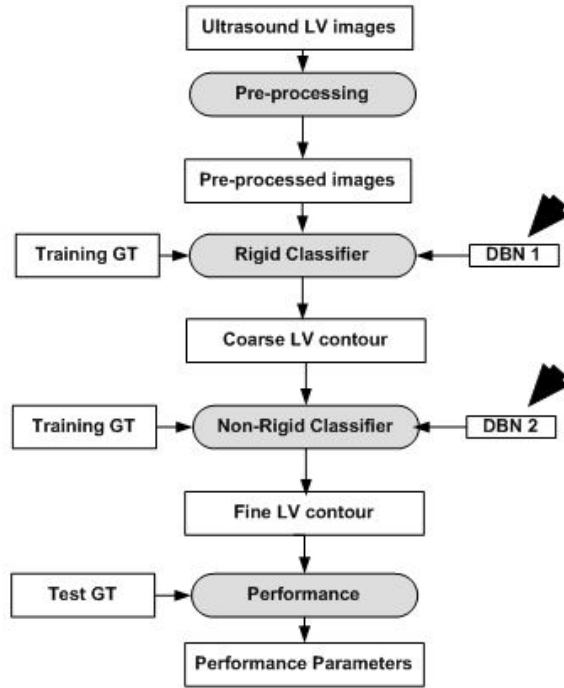 Ultrasound LV images
Pre-processing
Pre-processed images
Training GT
Rigid Classifier
DBN 1
Coarse LV contour
Training GT
Non-Rigid Classifier
DBN 2
Fine LV contour
Test GT
Performance
Performance Parameters